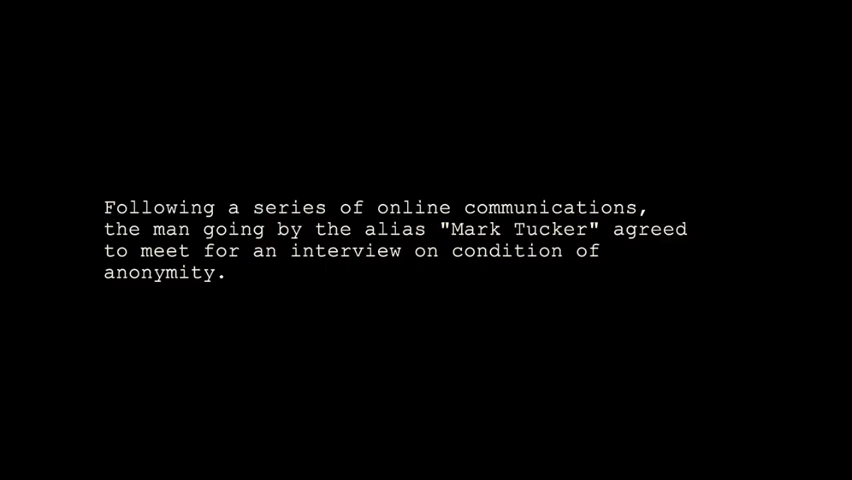 Following a series of online communications,
the man going by the alias "Mark Tucker" agreed
to meet for an interview on condition of
anonymity.